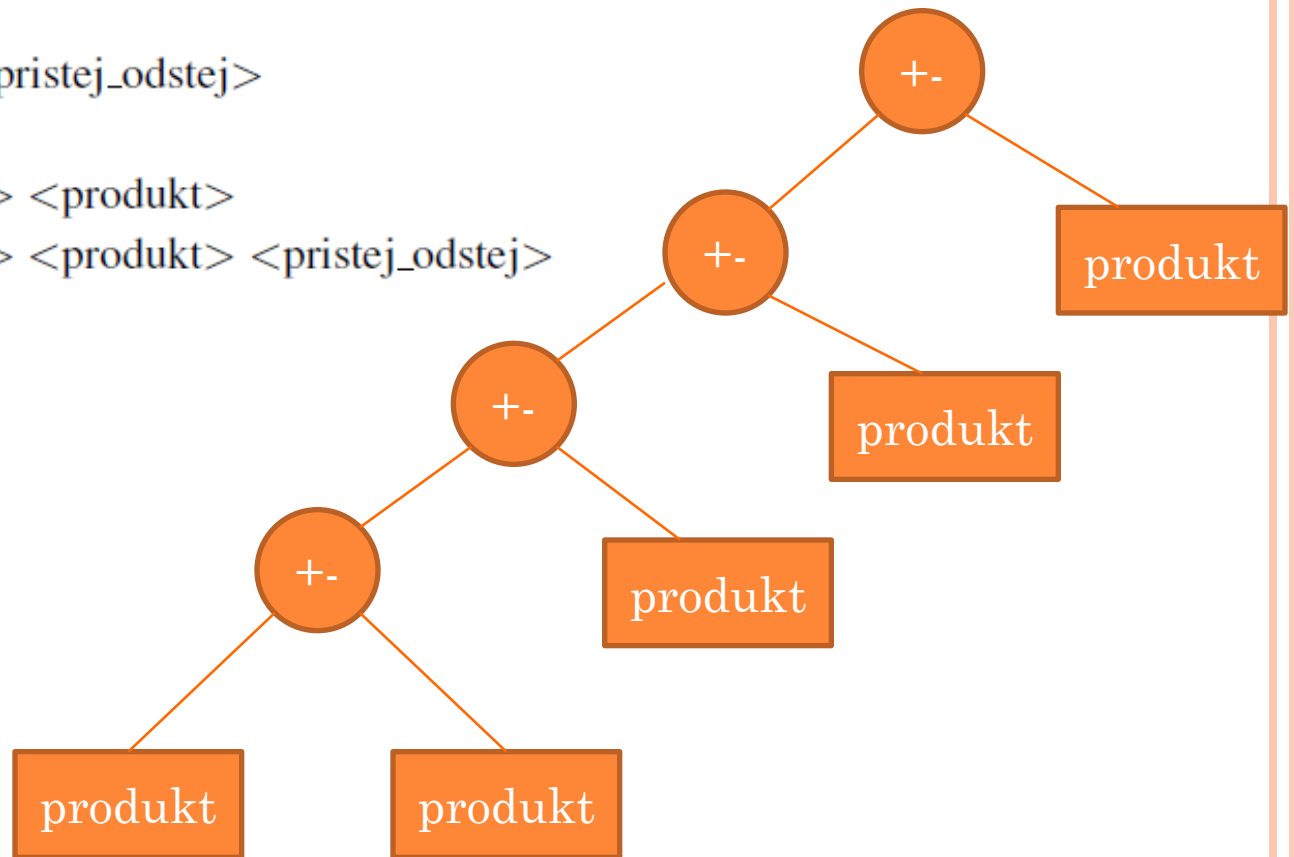 pristej_odstej>
> <produkt>
> <produkt> <pristej_odstej>
+-
+-
produkt
+-
produkt
+-
produkt
produkt
produkt